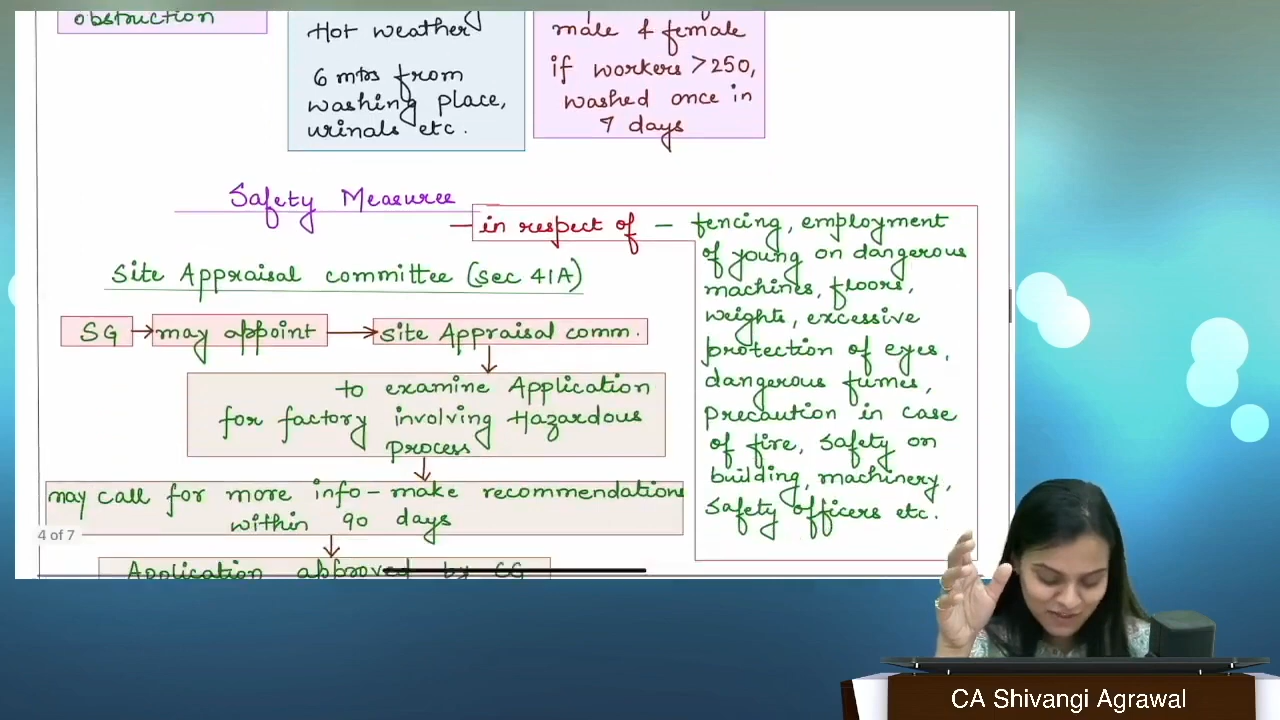 obstruction
Hot weather
6 mtrs from
washing place,
urinals etc.
male & female
if workers >250,
washed once in
7 days
Safety Measures
— in respect of — fencing, employment
of young on dangerous
machines, floors,
weights, excessive
protection of eyes,
dangerous fumes,
precaution in case
of fire, safety on
building, machinery,
safety officers etc.
Site Appraisal committee (sec 41A)
SG → may appoint → site Appraisal comm.
to examine Application
for factory involving Hazardous
process
may call for more info – make recommendations
within 90 days
Application approved by CG
4 of 7
CA Shivangi Agrawal